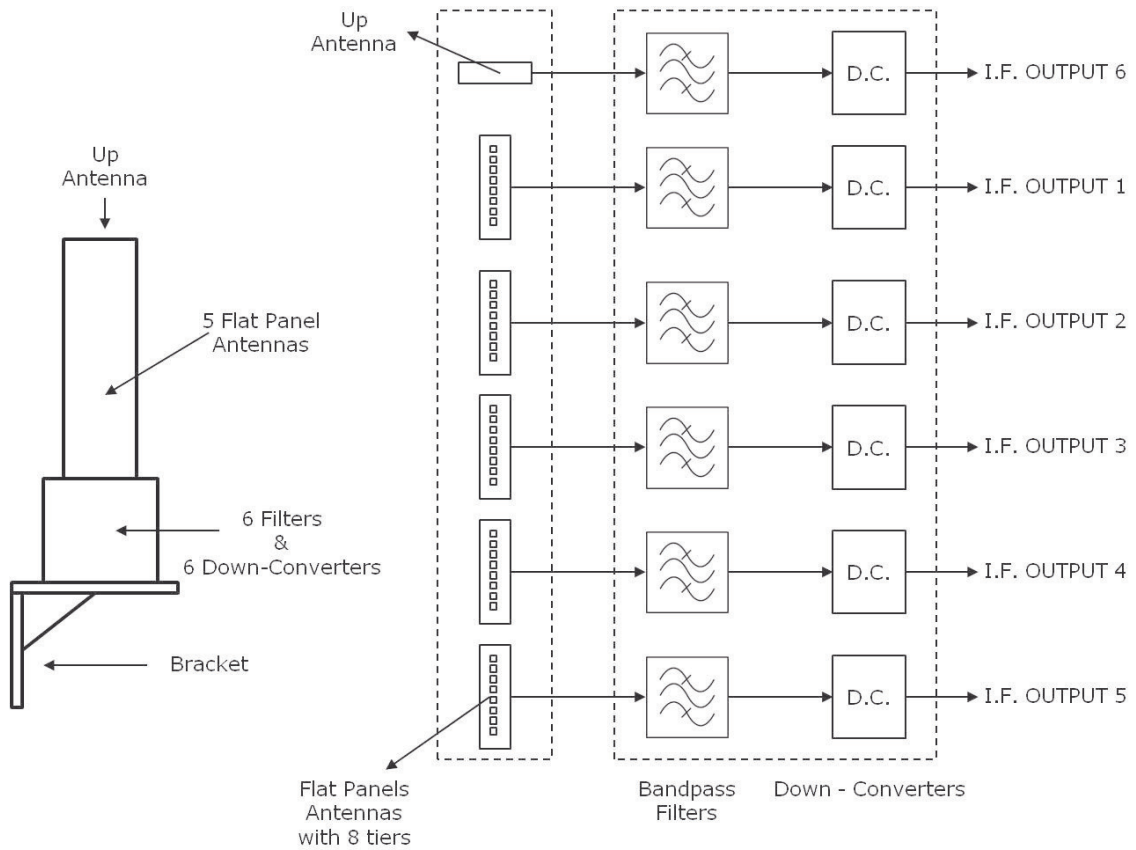 Up
Antenna
5 Flat Panel
Antennas
6 Filters
&
6 Down-Converters
Bracket
Up
Antenna
D.C.
I.F. OUTPUT 6
D.C.
I.F. OUTPUT 1
D.C.
I.F. OUTPUT 2
D.C.
I.F. OUTPUT 3
D.C.
I.F. OUTPUT 4
D.C.
I.F. OUTPUT 5
Flat Panels
Antennas
with 8 tiers
Bandpass
Filters
Down - Converters